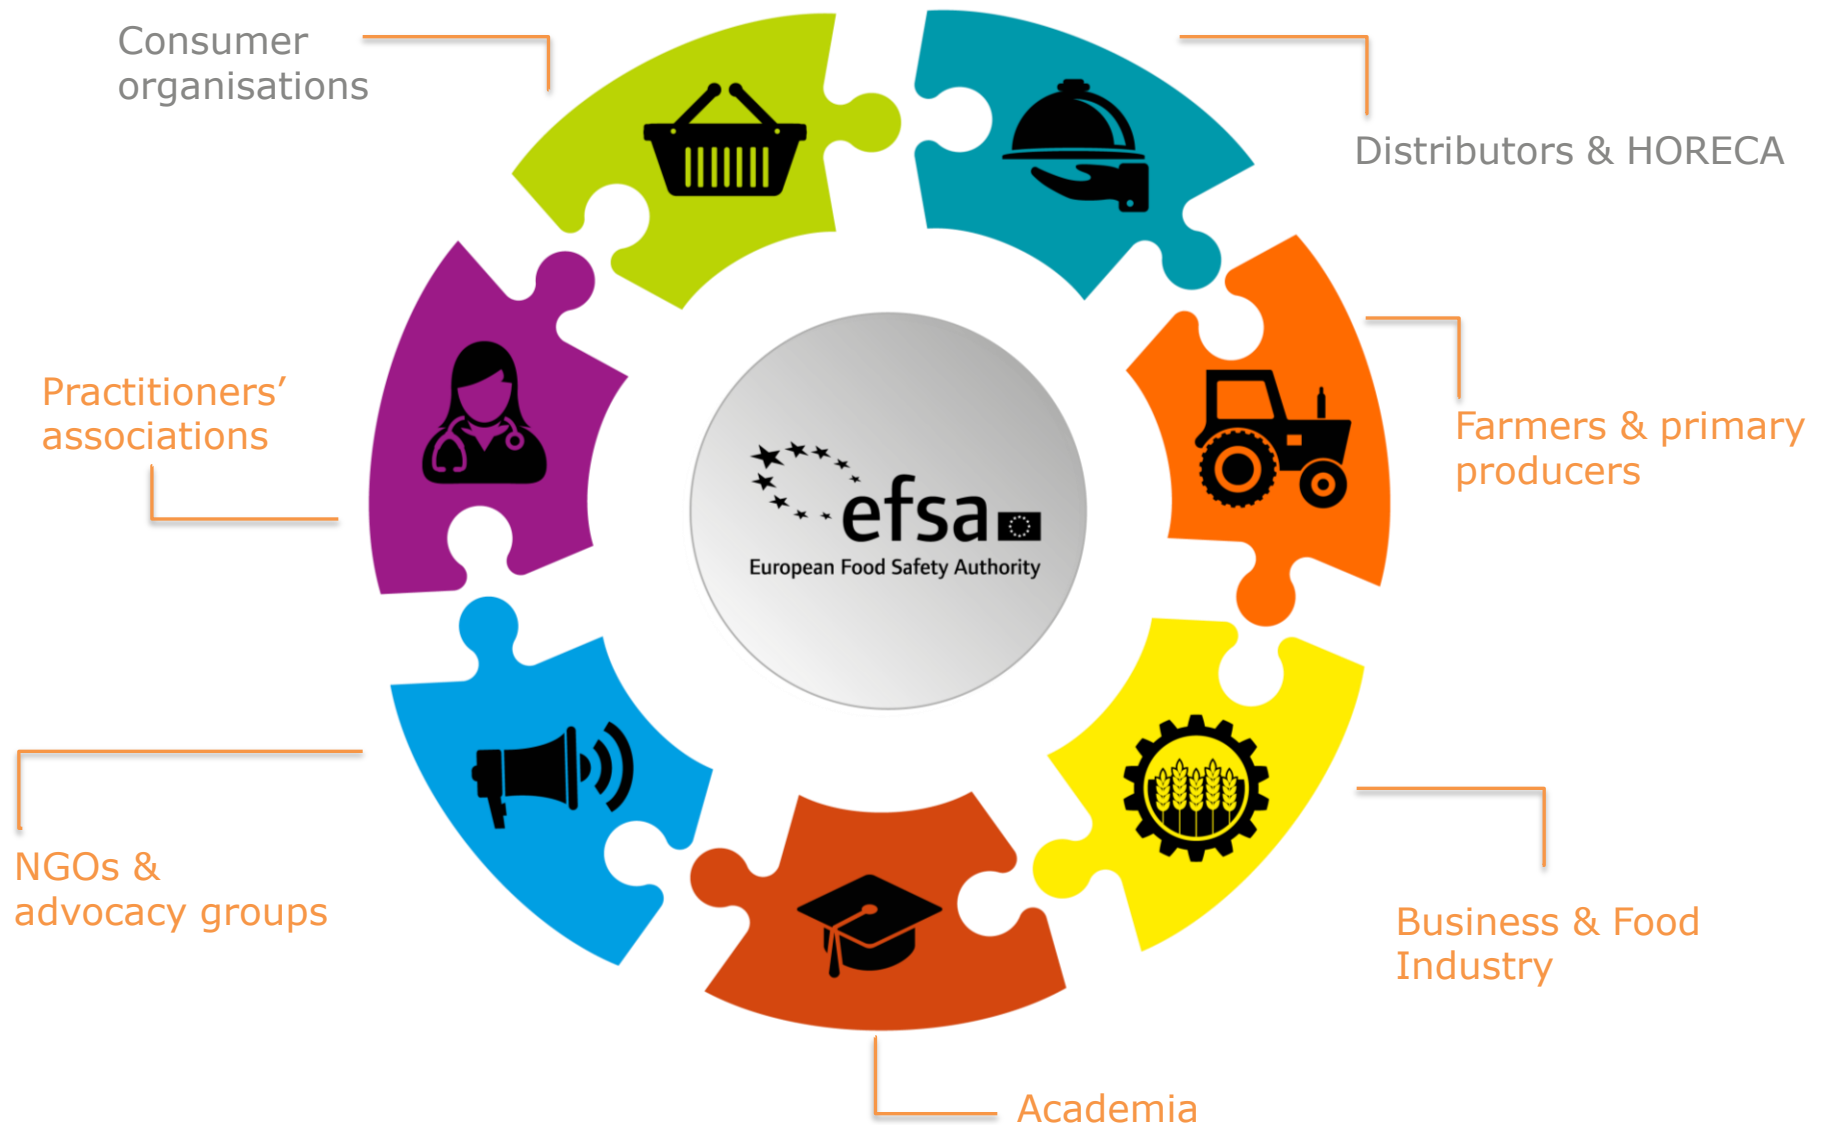 Consumer
organisations
Distributors & HORECA
Practitioners’
associations
Farmers & primary
producers
efsa
European Food Safety Authority
NGOs &
advocacy groups
Business & Food
Industry
Academia